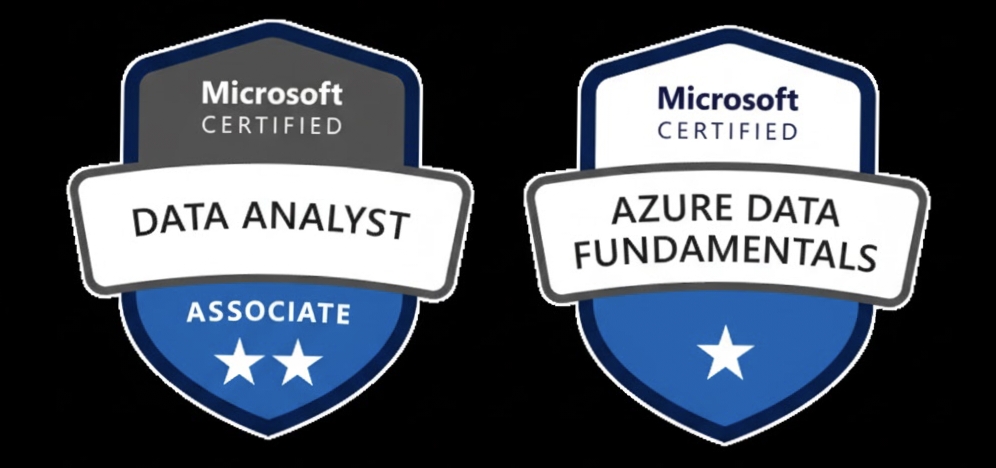 Microsoft
CERTIFIED
DATA ANALYST
ASSOCIATE
Microsoft
CERTIFIED
AZURE DATA
FUNDAMENTALS